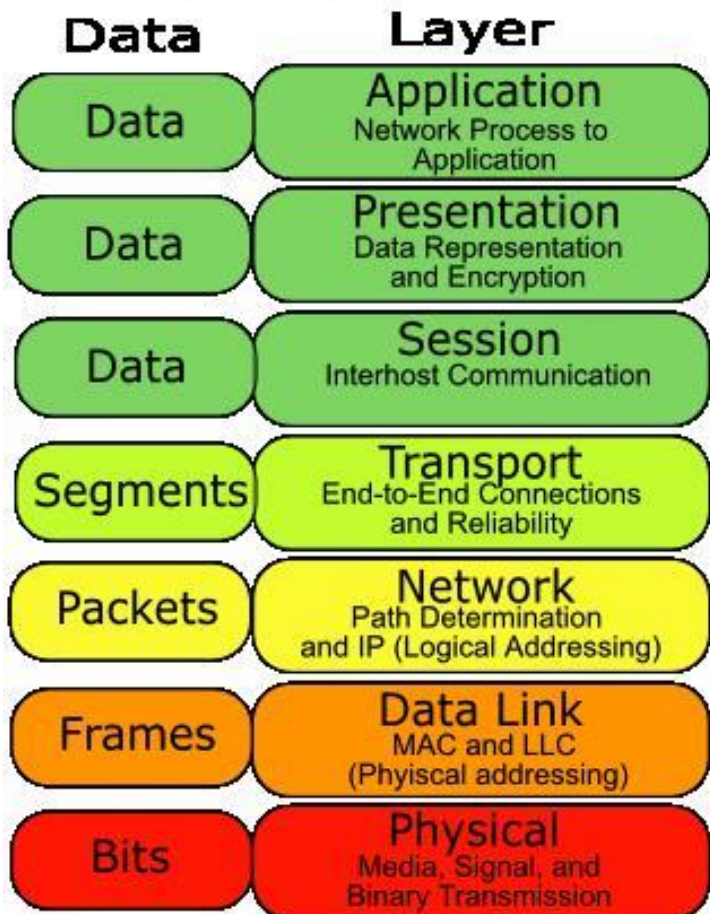 Data Layer
Data Application
Network Process to
Application
Data Presentation
Data Representation
and Encryption
Data Session
Interhost Communication
Segments Transport
End-to-End Connections
and Reliability
Packets Network
Path Determination
and IP (Logical Addressing)
Frames Data Link
MAC and LLC
(Phyiscal addressing)
Bits Physical
Media, Signal, and
Binary Transmission